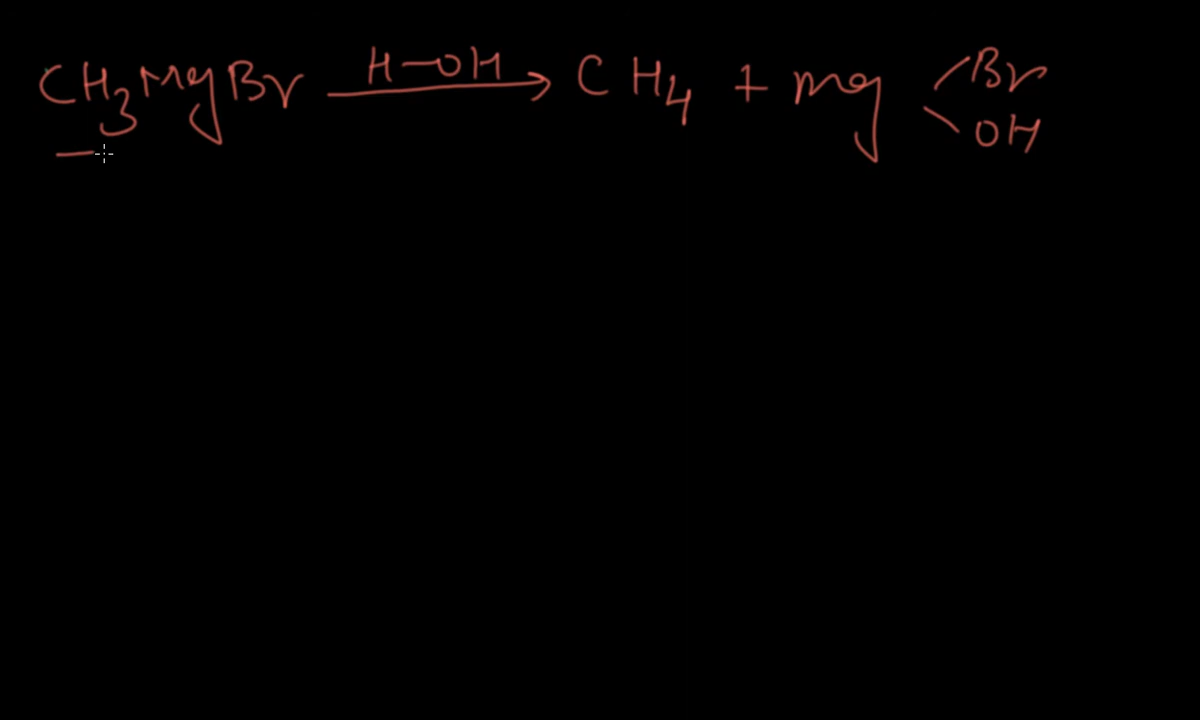 CH3MgBr H-OH → CH4 + mg Br
OH